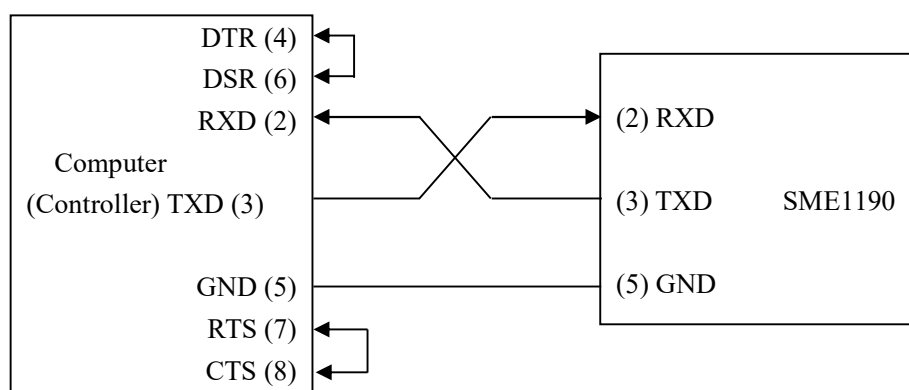 DTR (4)
DSR (6)
RXD (2)
Computer
(Controller) TXD (3)
GND (5)
RTS (7)
CTS (8)
(2) RXD
(3) TXD SME1190
(5) GND